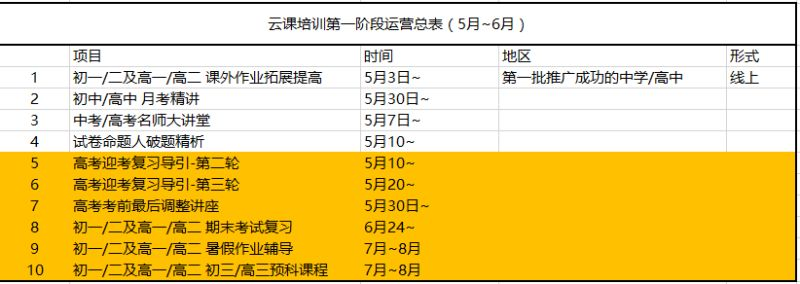 云课培训第一阶段运营总表（5月~6月）
项目 时间 地区 形式
1 初一/二及高一/高二 课外作业拓展提高 5月3日~ 第一批推广成功的中学/高中 线上
2 初中/高中 月考精讲 5月30日~
3 中考/高考名师大讲堂 5月7日~
4 试卷命题人破题精析 5月10~
5 高考迎考复习导引-第二轮 5月10~
6 高考迎考复习导引-第三轮 5月20~
7 高考考前最后调整讲座 5月30日~
8 初一/二及高一/高二 期末考试复习 6月24~
9 初一/二及高一/高二 暑假作业辅导 7月~8月
10 初一/二及高一/高二 初三/高三预科课程 7月~8月